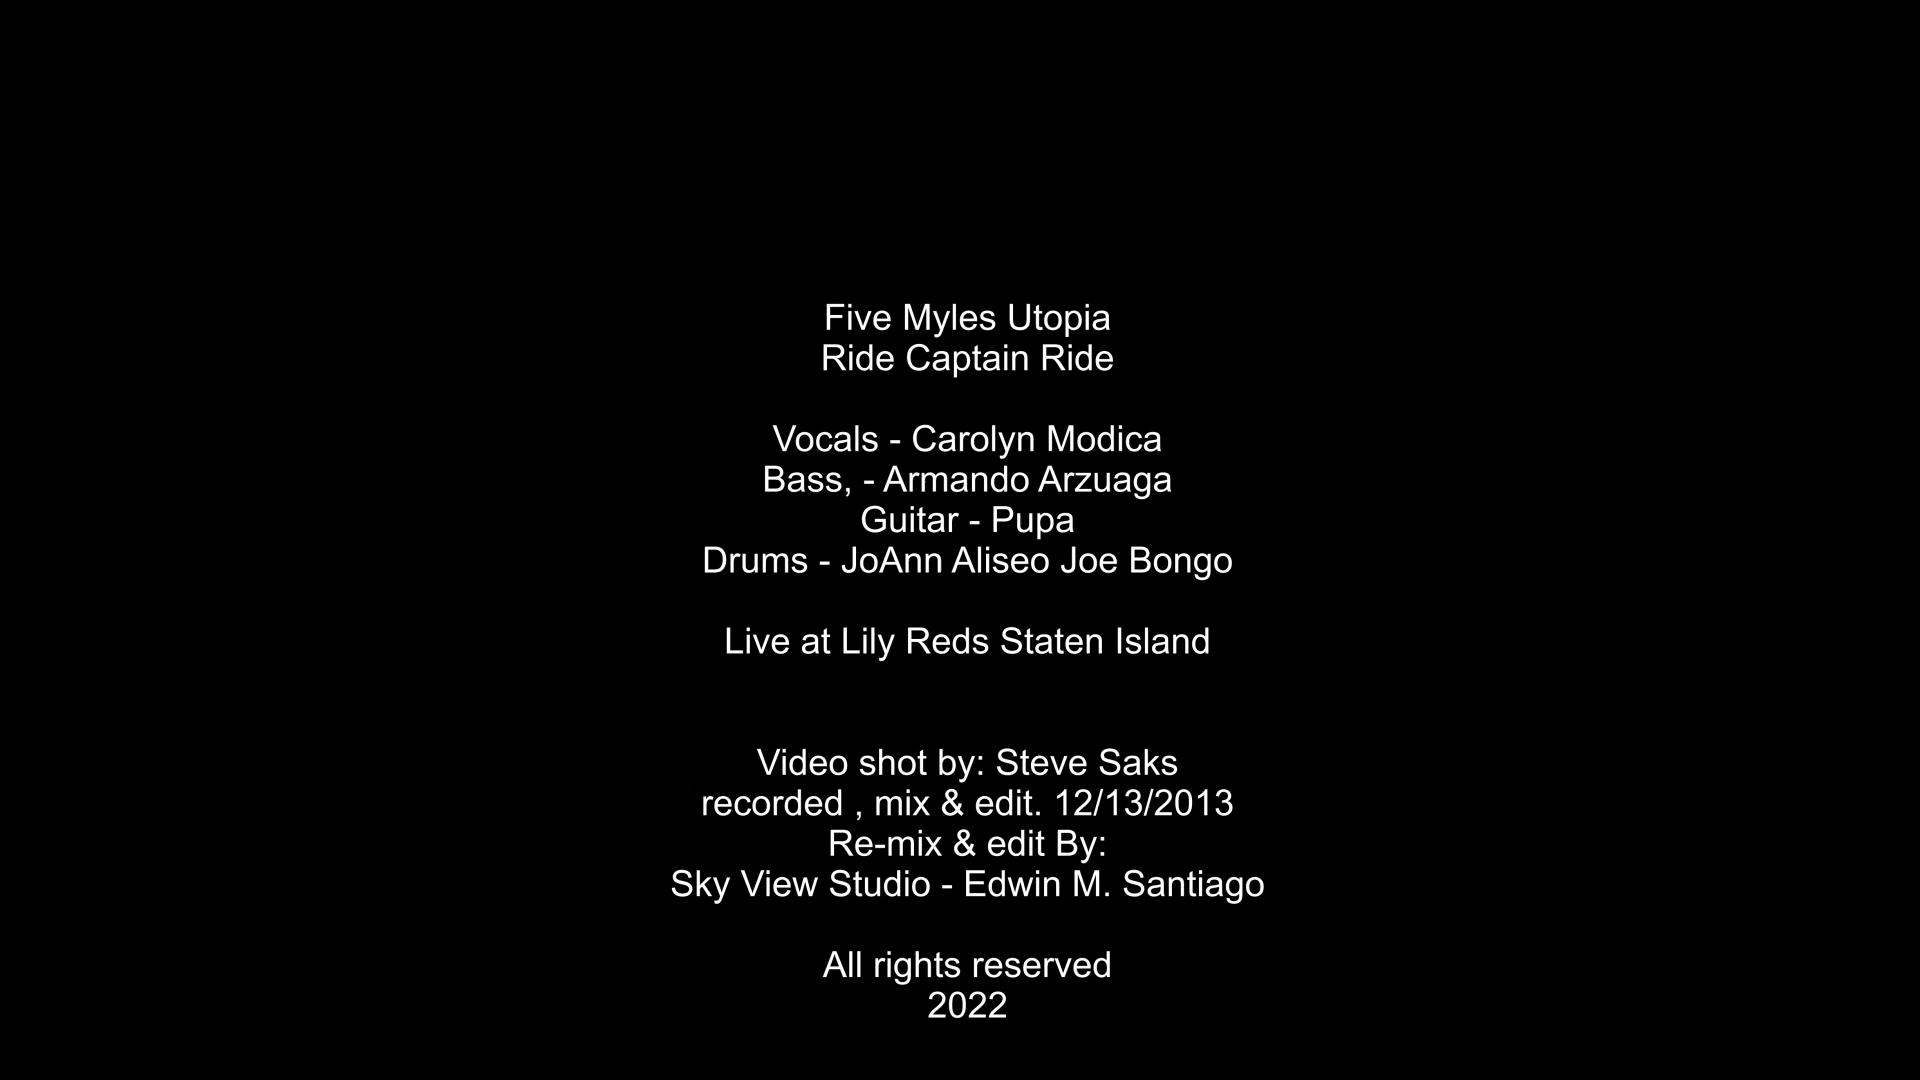 Five Myles Utopia
Ride Captain Ride
Vocals - Carolyn Modica
Bass, - Armando Arzuaga
Guitar - Pupa
Drums - JoAnn Aliseo Joe Bongo
Live at Lily Reds Staten Island
Video shot by: Steve Saks
recorded , mix & edit. 12/13/2013
Re-mix & edit By:
Sky View Studio - Edwin M. Santiago
All rights reserved
2022